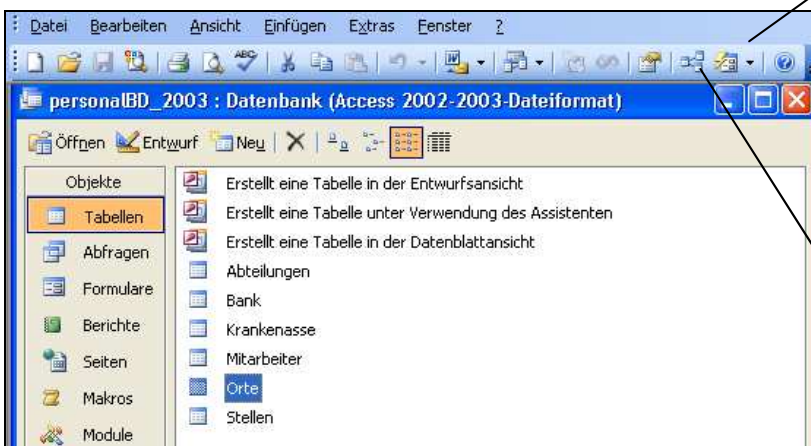 Datei Bearbeiten Ansicht Einfügen Extras Fenster ?
ABC
personalBD_2003 : Datenbank (Access 2002-2003-Dateiformat)
Öffnen Entwurf Neu
Objekte
Erstellt eine Tabelle in der Entwurfsansicht
Tabellen
Erstellt eine Tabelle unter Verwendung des Assistenten
Erstellt eine Tabelle in der Datenblattansicht
Abfragen
Abteilungen
Formulare
Bank
Berichte
Krankenasse
Seiten
Mitarbeiter
Makros
Orte
Module
Stellen